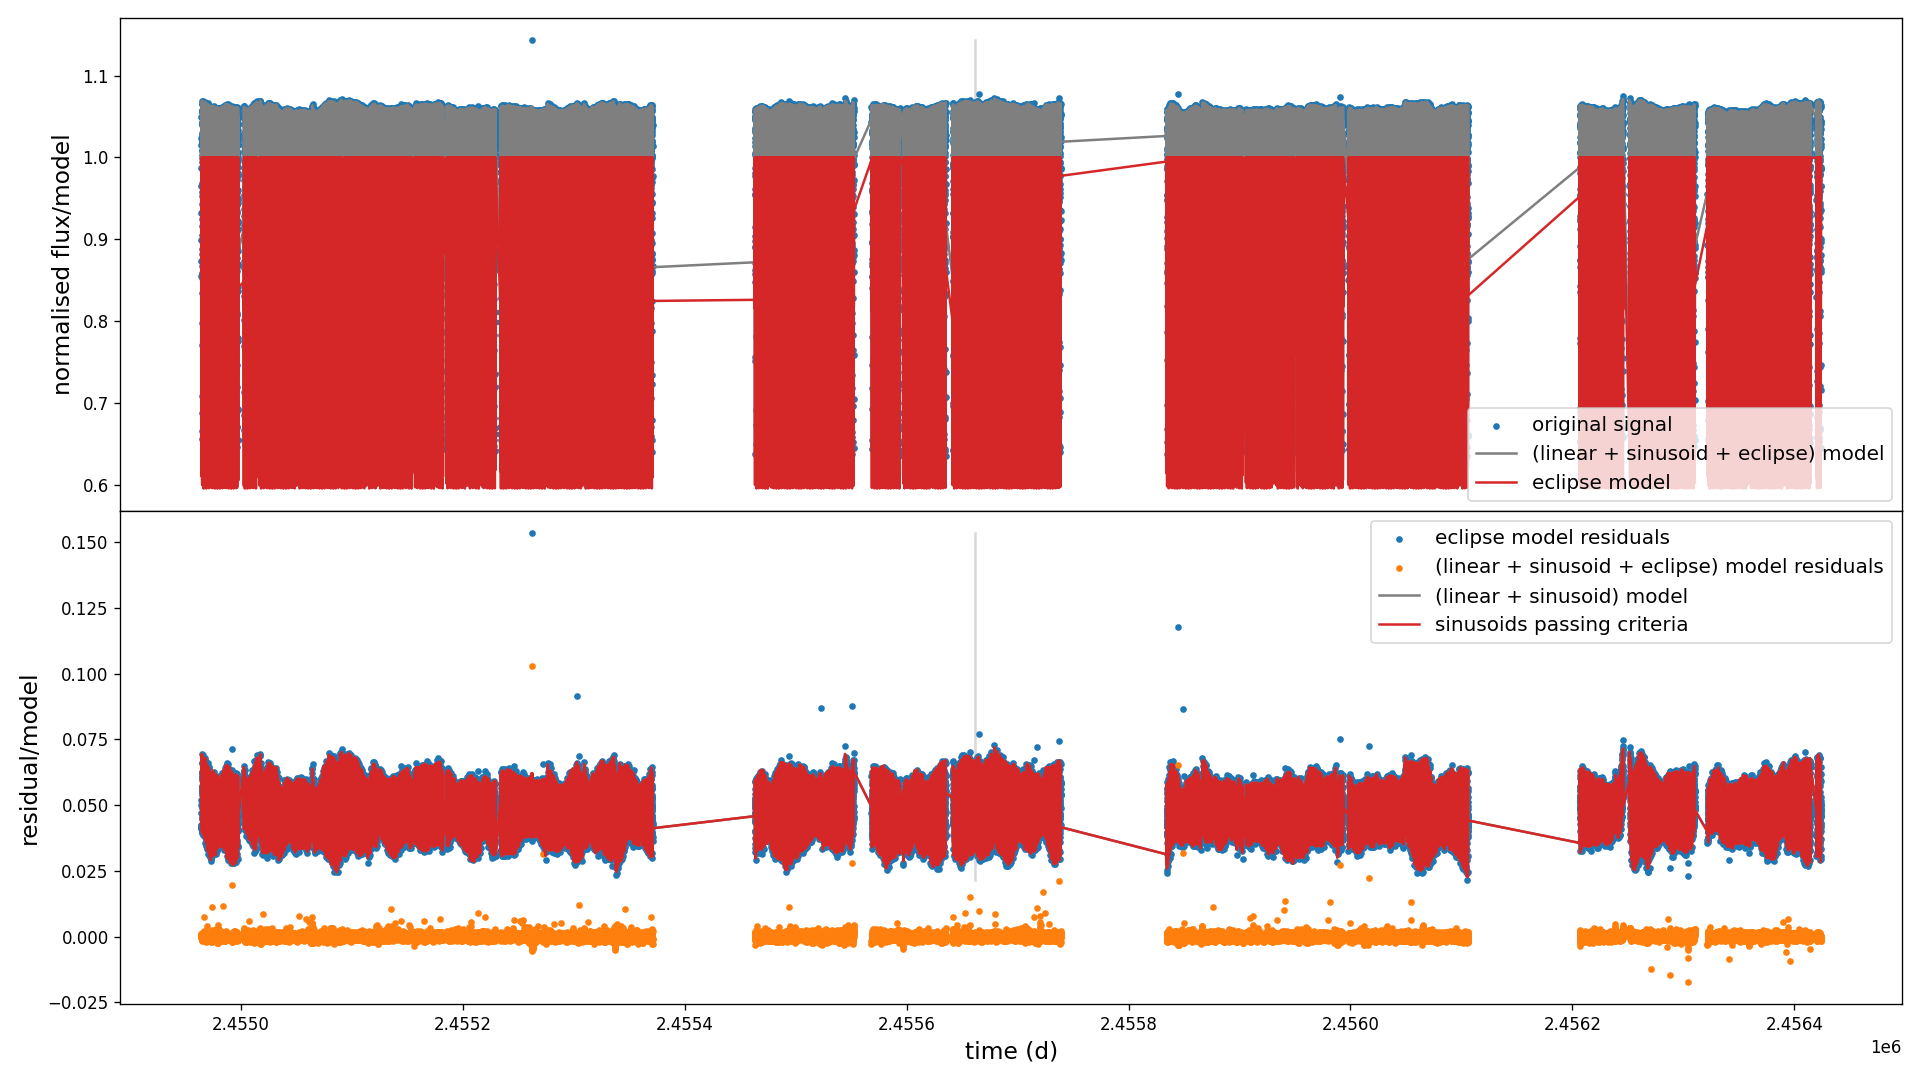 normalised flux/model
1.1
1.0
0.9
0.8
0.7
0.6
original signal
(linear + sinusoid + eclipse) model
eclipse model
residual/model
0.150
0.125
0.100
0.075
0.050
0.025
0.000
−0.025
eclipse model residuals
(linear + sinusoid + eclipse) model residuals
(linear + sinusoid) model
sinusoids passing criteria
2.4550
2.4552
2.4554
2.4556
2.4558
2.4560
2.4562
2.4564
1e6
time (d)